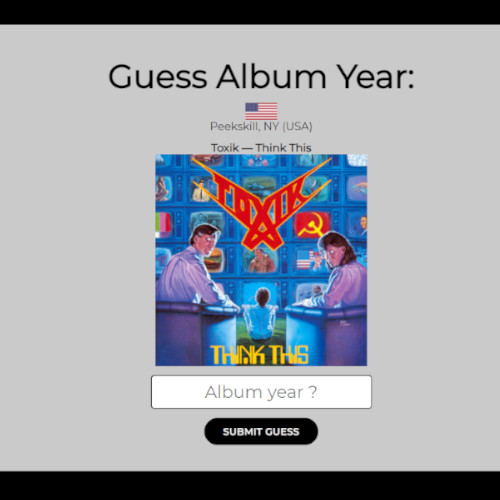 Guess Album Year:
Peekskill, NY (USA)
Toxik — Think This
TOXIK
THINK THIS
Album year ?
SUBMIT GUESS